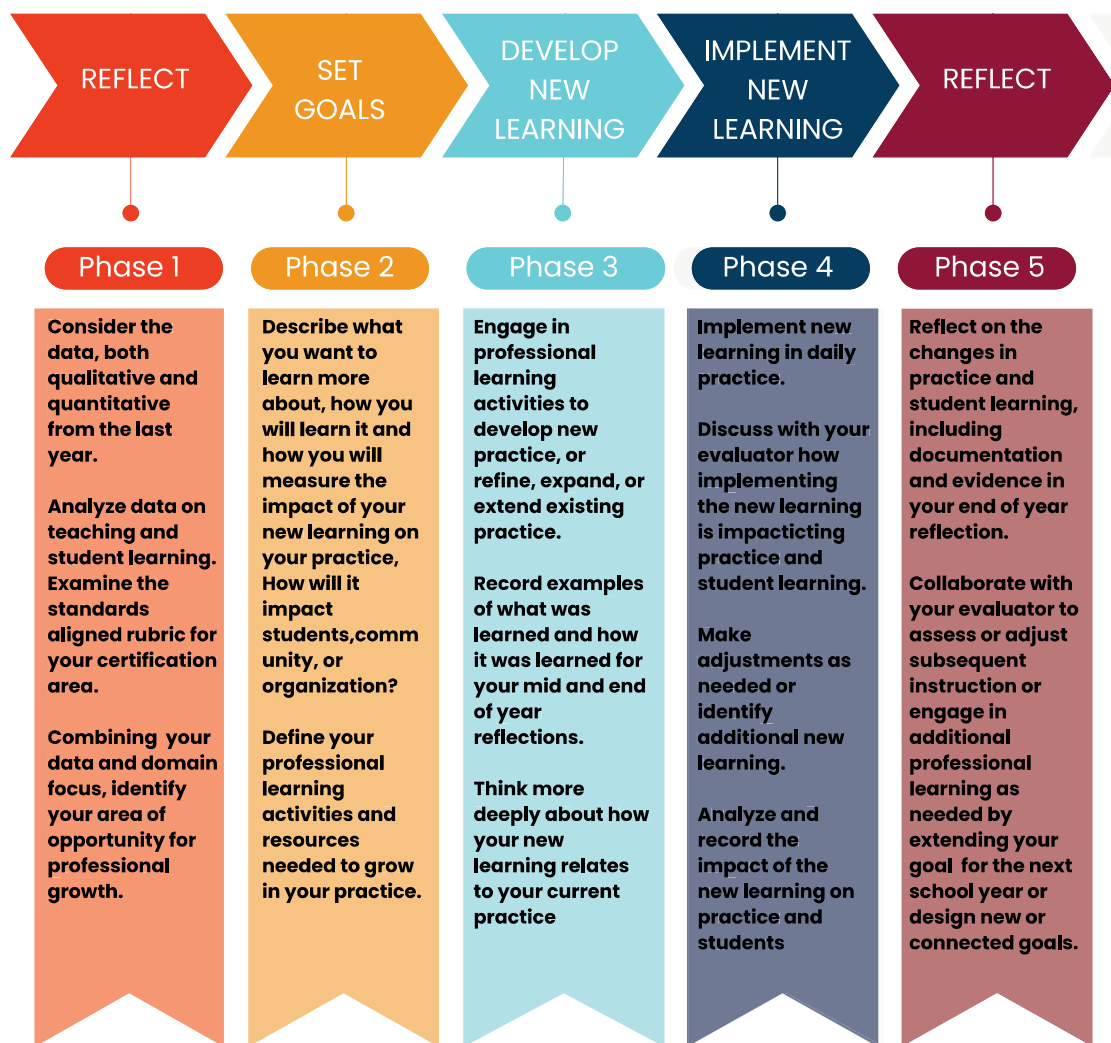 REFLECT
SET
GOALS
DEVELOP
NEW
LEARNING
IMPLEMENT
NEW
LEARNING
REFLECT
Phase 1
Consider the
data, both
qualitative and
quantitative
from the last
year.
Analyze data on
teaching and
student learning.
Examine the
standards
aligned rubric for
your certification
area.
Combining your
data and domain
focus, identify
your area of
opportunity for
professional
growth.
Phase 2
Describe what
you want to
learn more
about, how you
will learn it and
how you will
measure the
impact of your
new learning on
your practice,
How will it
impact
students,comm
unity, or
organization?
Define your
professional
learning
activities and
resources
needed to grow
in your practice.
Phase 3
Engage in
professional
learning
activities to
develop new
practice, or
refine, expand, or
extend existing
practice.
Record examples
of what was
learned and how
it was learned for
your mid and end
of year
reflections.
Think more
deeply about how
your new
learning relates
to your current
practice
Phase 4
Implement new
learning in daily
practice.
Discuss with your
evaluator how
implementing
the new learning
is impacticting
practice and
student learning.
Make
adjustments as
needed or
identify
additional new
learning.
Analyze and
record the
impact of the
new learning on
practice and
students
Phase 5
Reflect on the
changes in
practice and
student learning,
including
documentation
and evidence in
your end of year
reflection.
Collaborate with
your evaluator to
assess or adjust
subsequent
instruction or
engage in
additional
professional
learning as
needed by
extending your
goal for the next
school year or
design new or
connected goals.